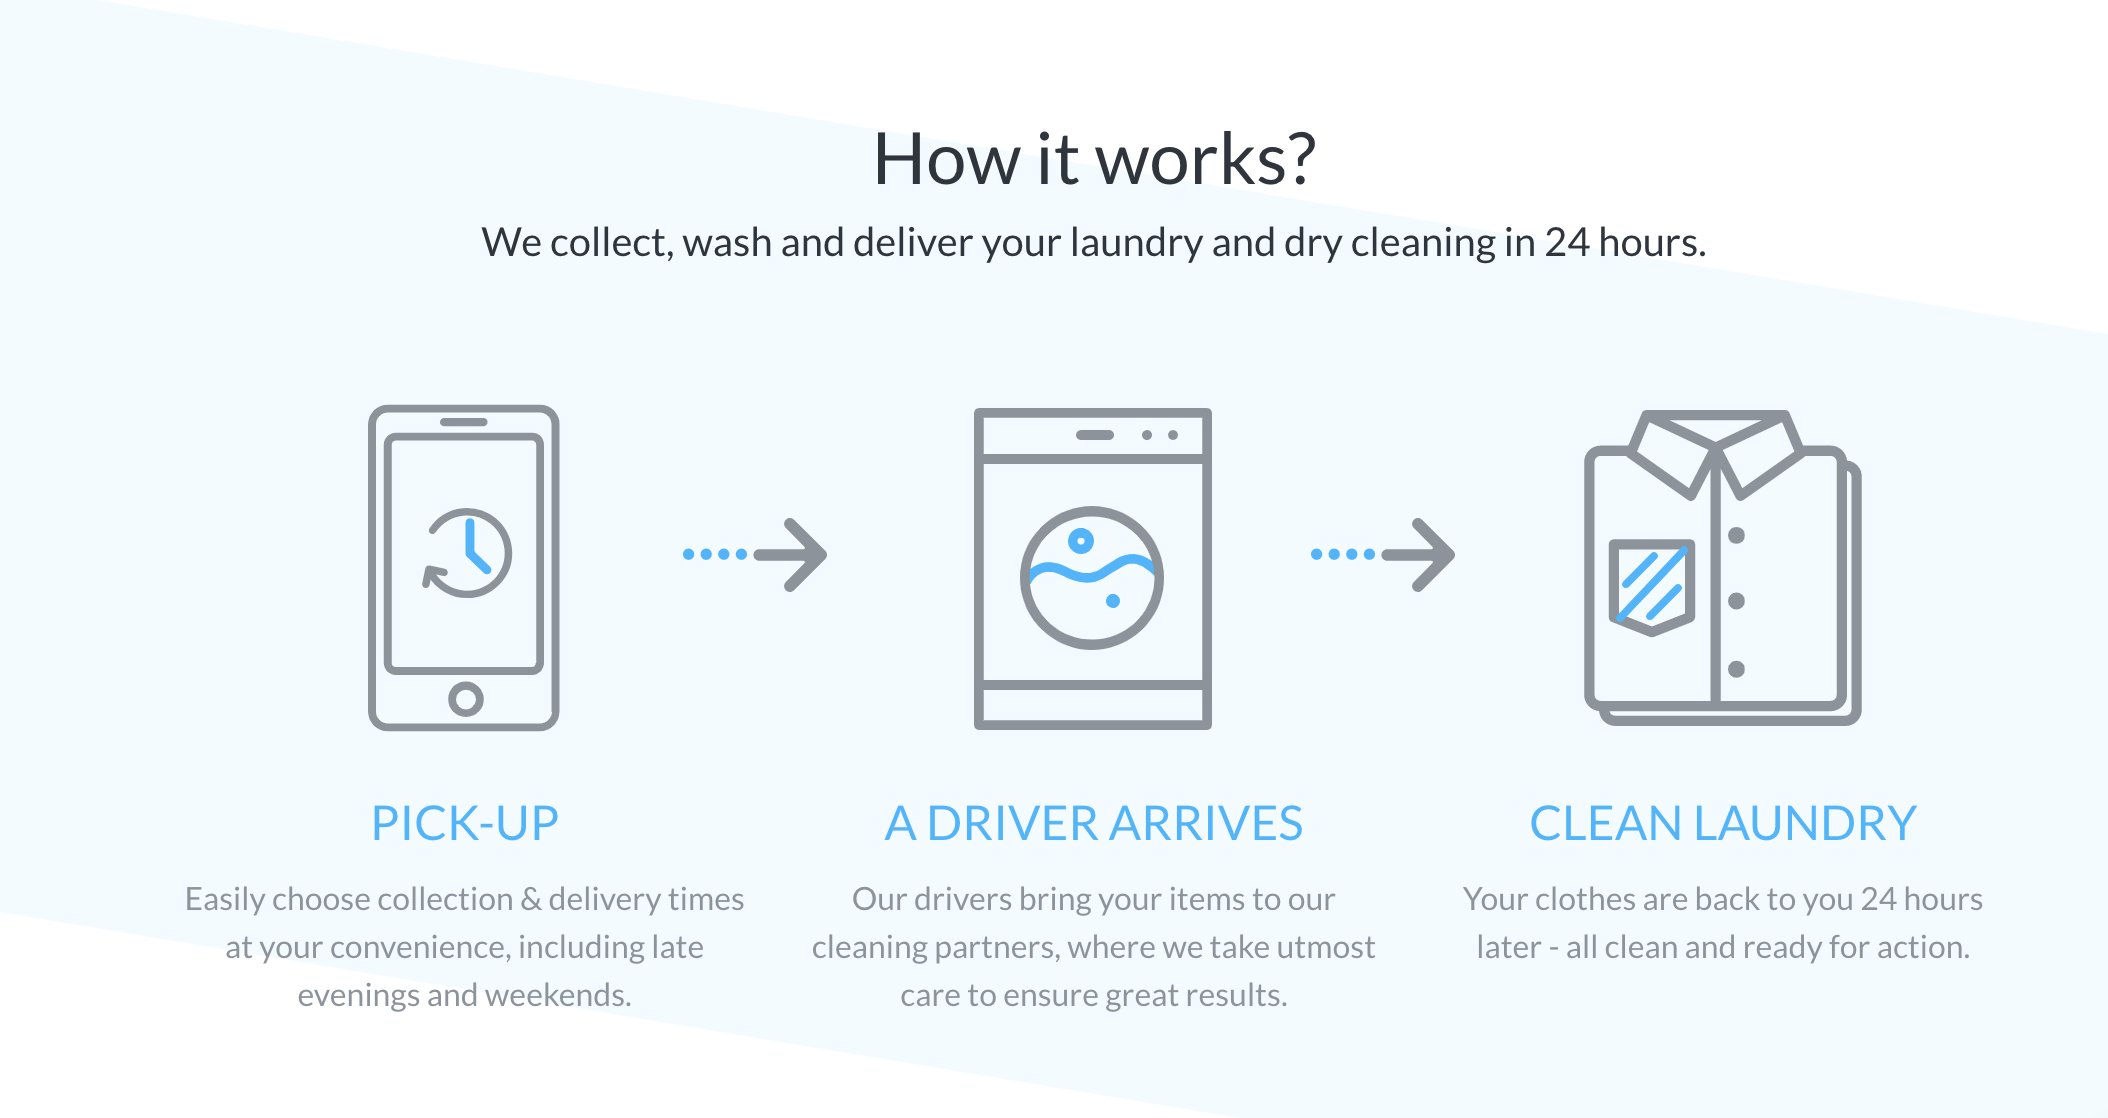 How it works?
We collect, wash and deliver your laundry and dry cleaning in 24 hours.
PICK-UP
Easily choose collection & delivery times
at your convenience, including late
evenings and weekends.
A DRIVER ARRIVES
Our drivers bring your items to our
cleaning partners, where we take utmost
care to ensure great results.
CLEAN LAUNDRY
Your clothes are back to you 24 hours
later - all clean and ready for action.